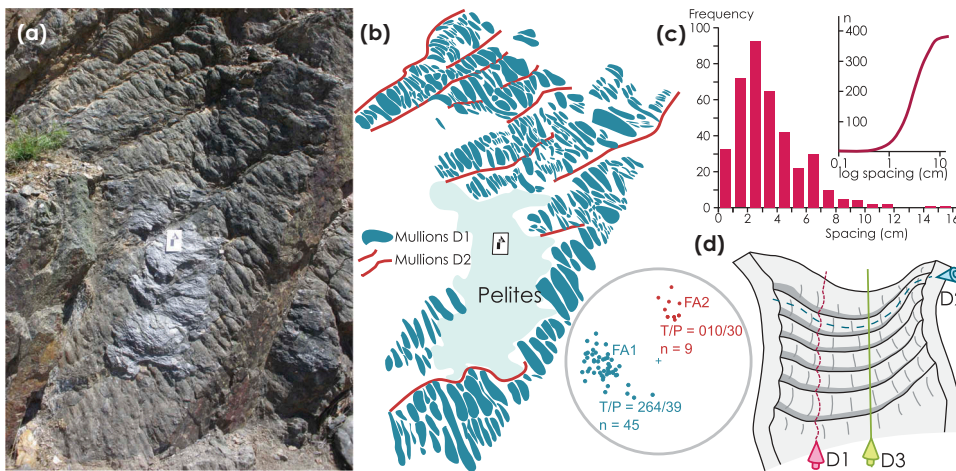 (a)
(b)
Mullions D1
Mullions D2
Pelites
FA2
T/P = 010/30
n = 9
FA1
T/P = 264/39
n = 45
(c)
Frequency
100
80
60
40
20
0
0 2 4 6 8 10 12 14 16
Spacing (cm)
n
400
300
200
100
0,1 1 10
log spacing (cm)
(d)
D2
D1
D3